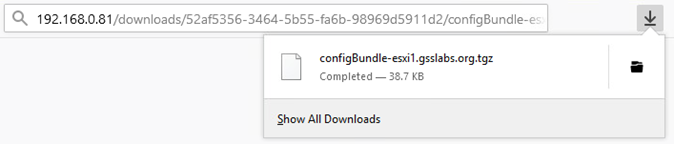 192.168.0.81/downloads/52af5356-3464-5b55-fa6b-98969d5911d2/configBundle-esx
configBundle-esxi1.gsslabs.org.tgz
Completed — 38.7 KB
Show All Downloads